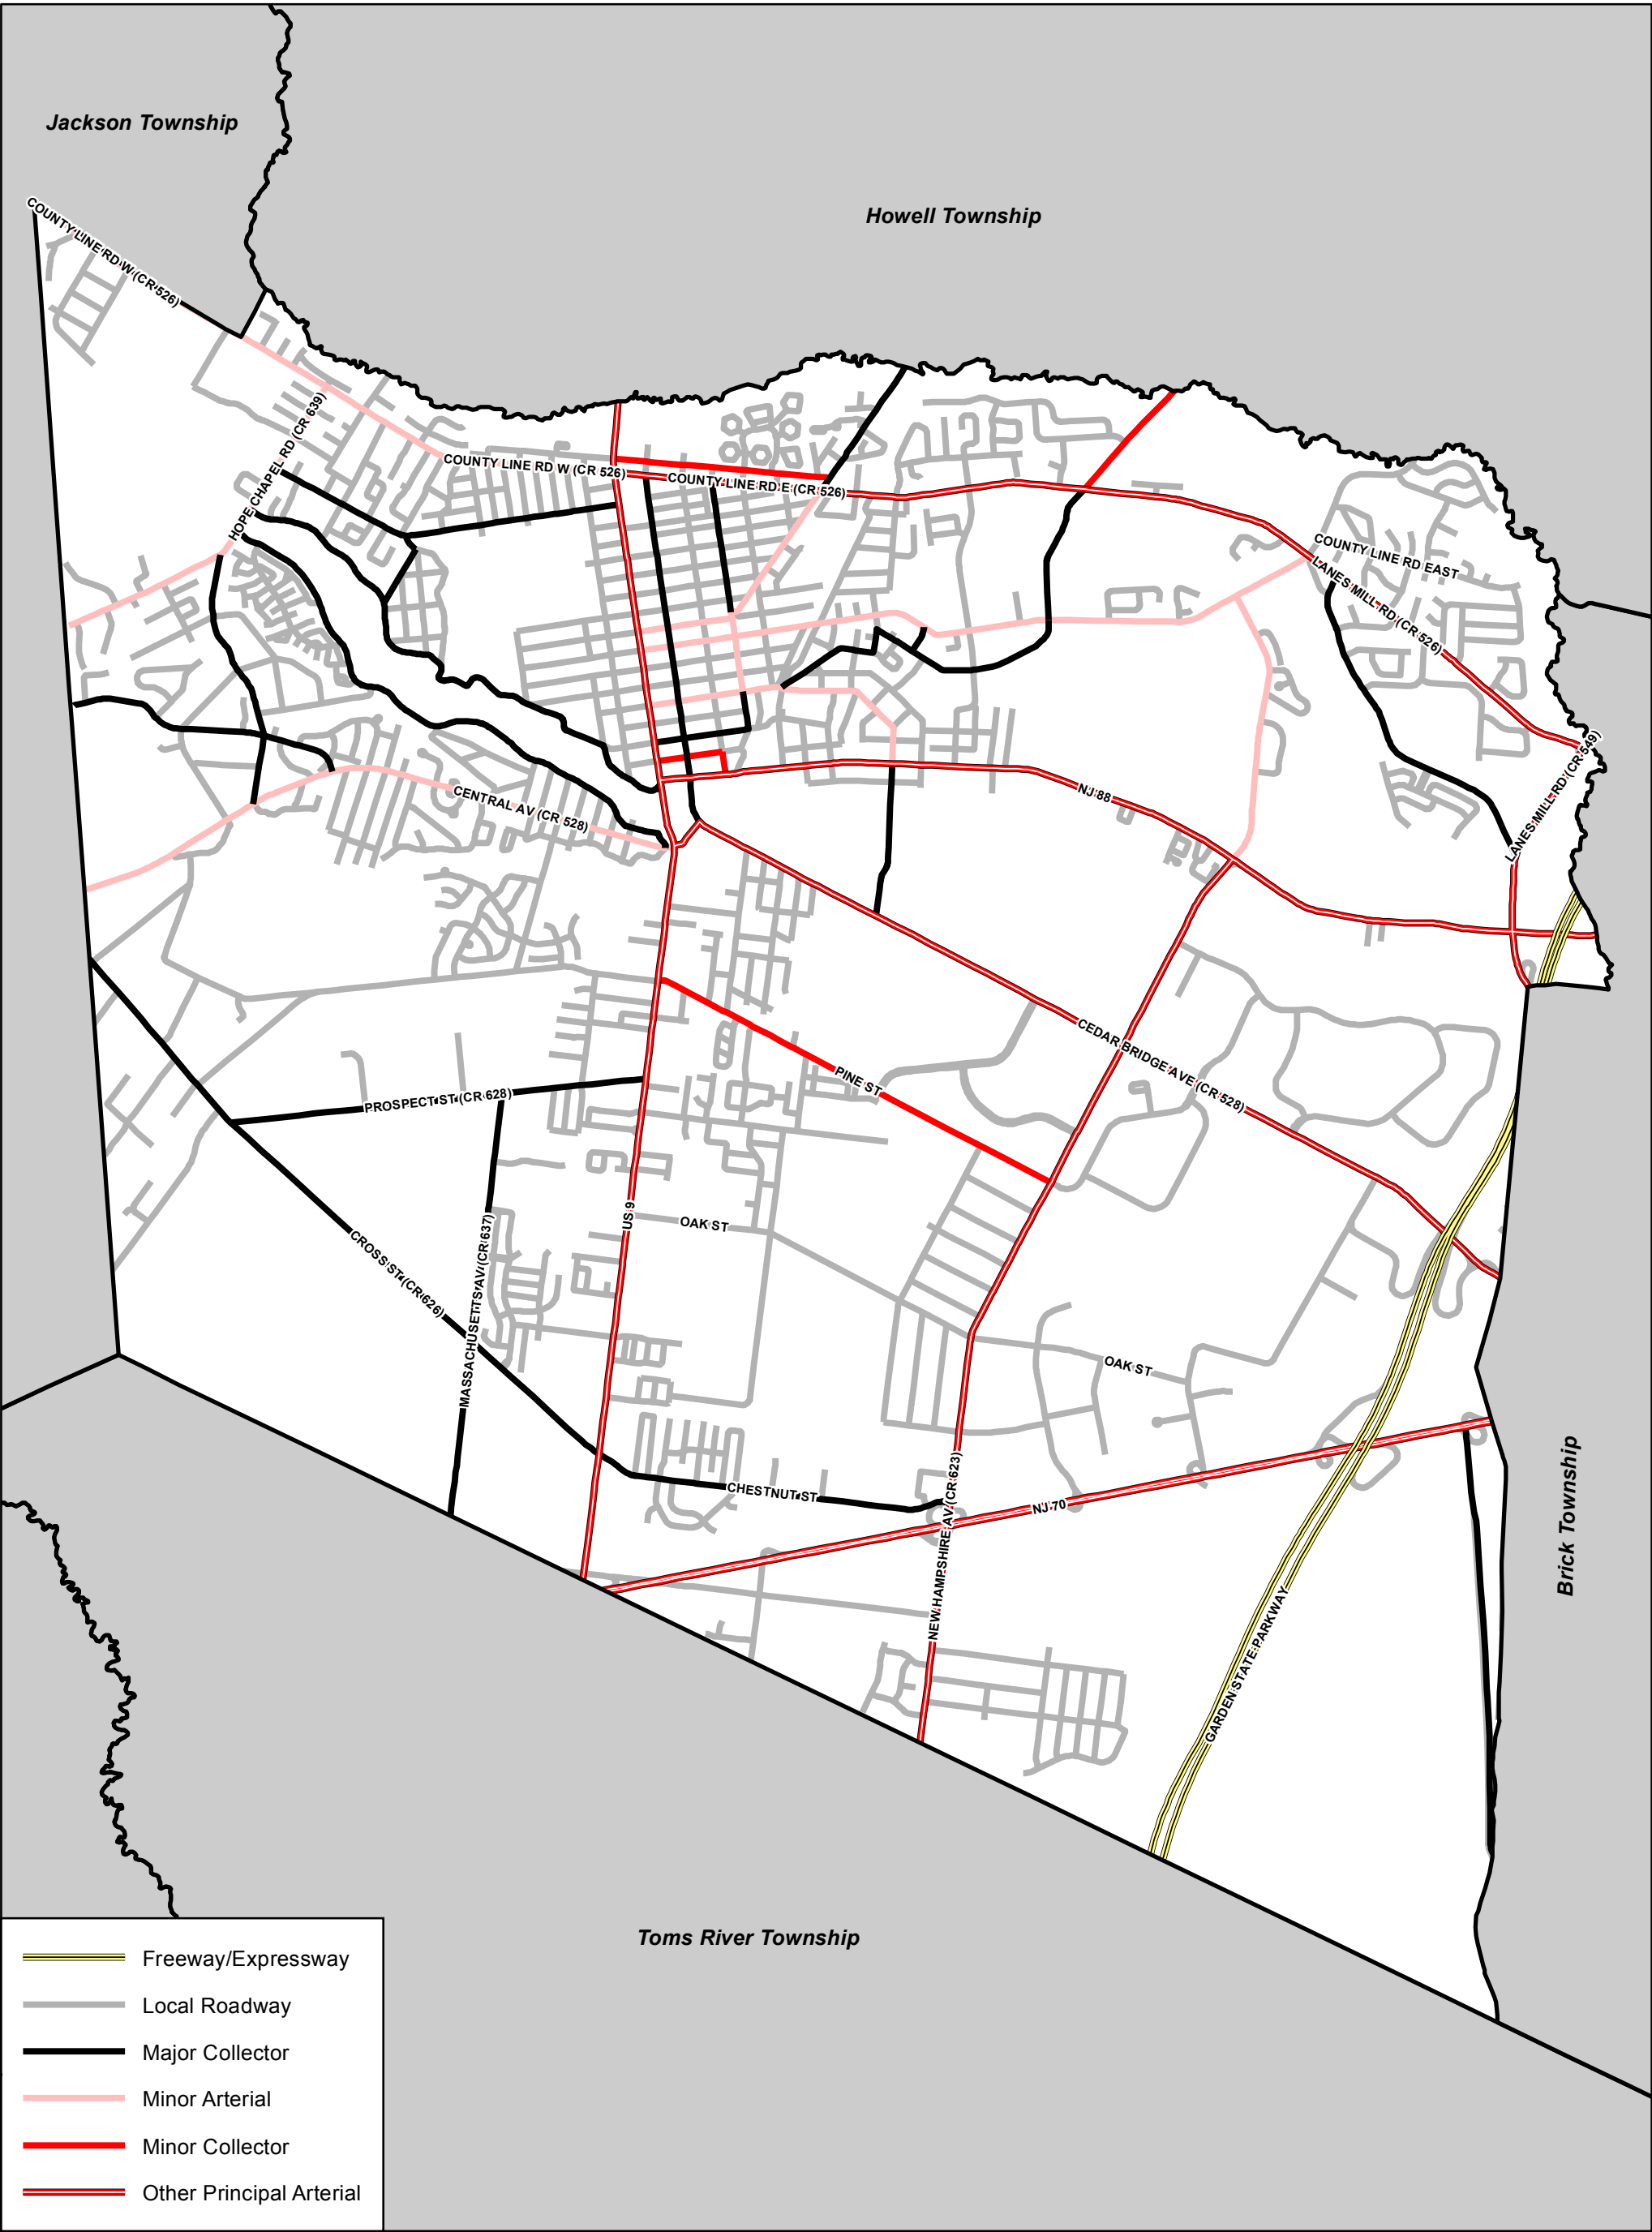 Jackson Township
Howell Township
COUNTY LINE RD W (CR 526)
HOPE CHAPEL RD (CR 639)
COUNTY LINE RD W (CR 526)
COUNTY LINE RD E (CR 526)
COUNTY LINE RD EAST
LANES MILL RD (CR 526)
LANES MILL RD (CR 549)
NJ 88
CENTRAL AV (CR 528)
CEDAR BRIDGE AVE (CR 528)
PINE ST
PROSPECT ST (CR 628)
US 9
OAK ST
CROSS ST (CR 626)
MASSACHUSETTS AV (CR 637)
OAK ST
CHESTNUT ST
NEW HAMPSHIRE AV (CR 623)
NJ 70
Brick Township
GARDEN STATE PARKWAY
Toms River Township
Freeway/Expressway
Local Roadway
Major Collector
Minor Arterial
Minor Collector
Other Principal Arterial